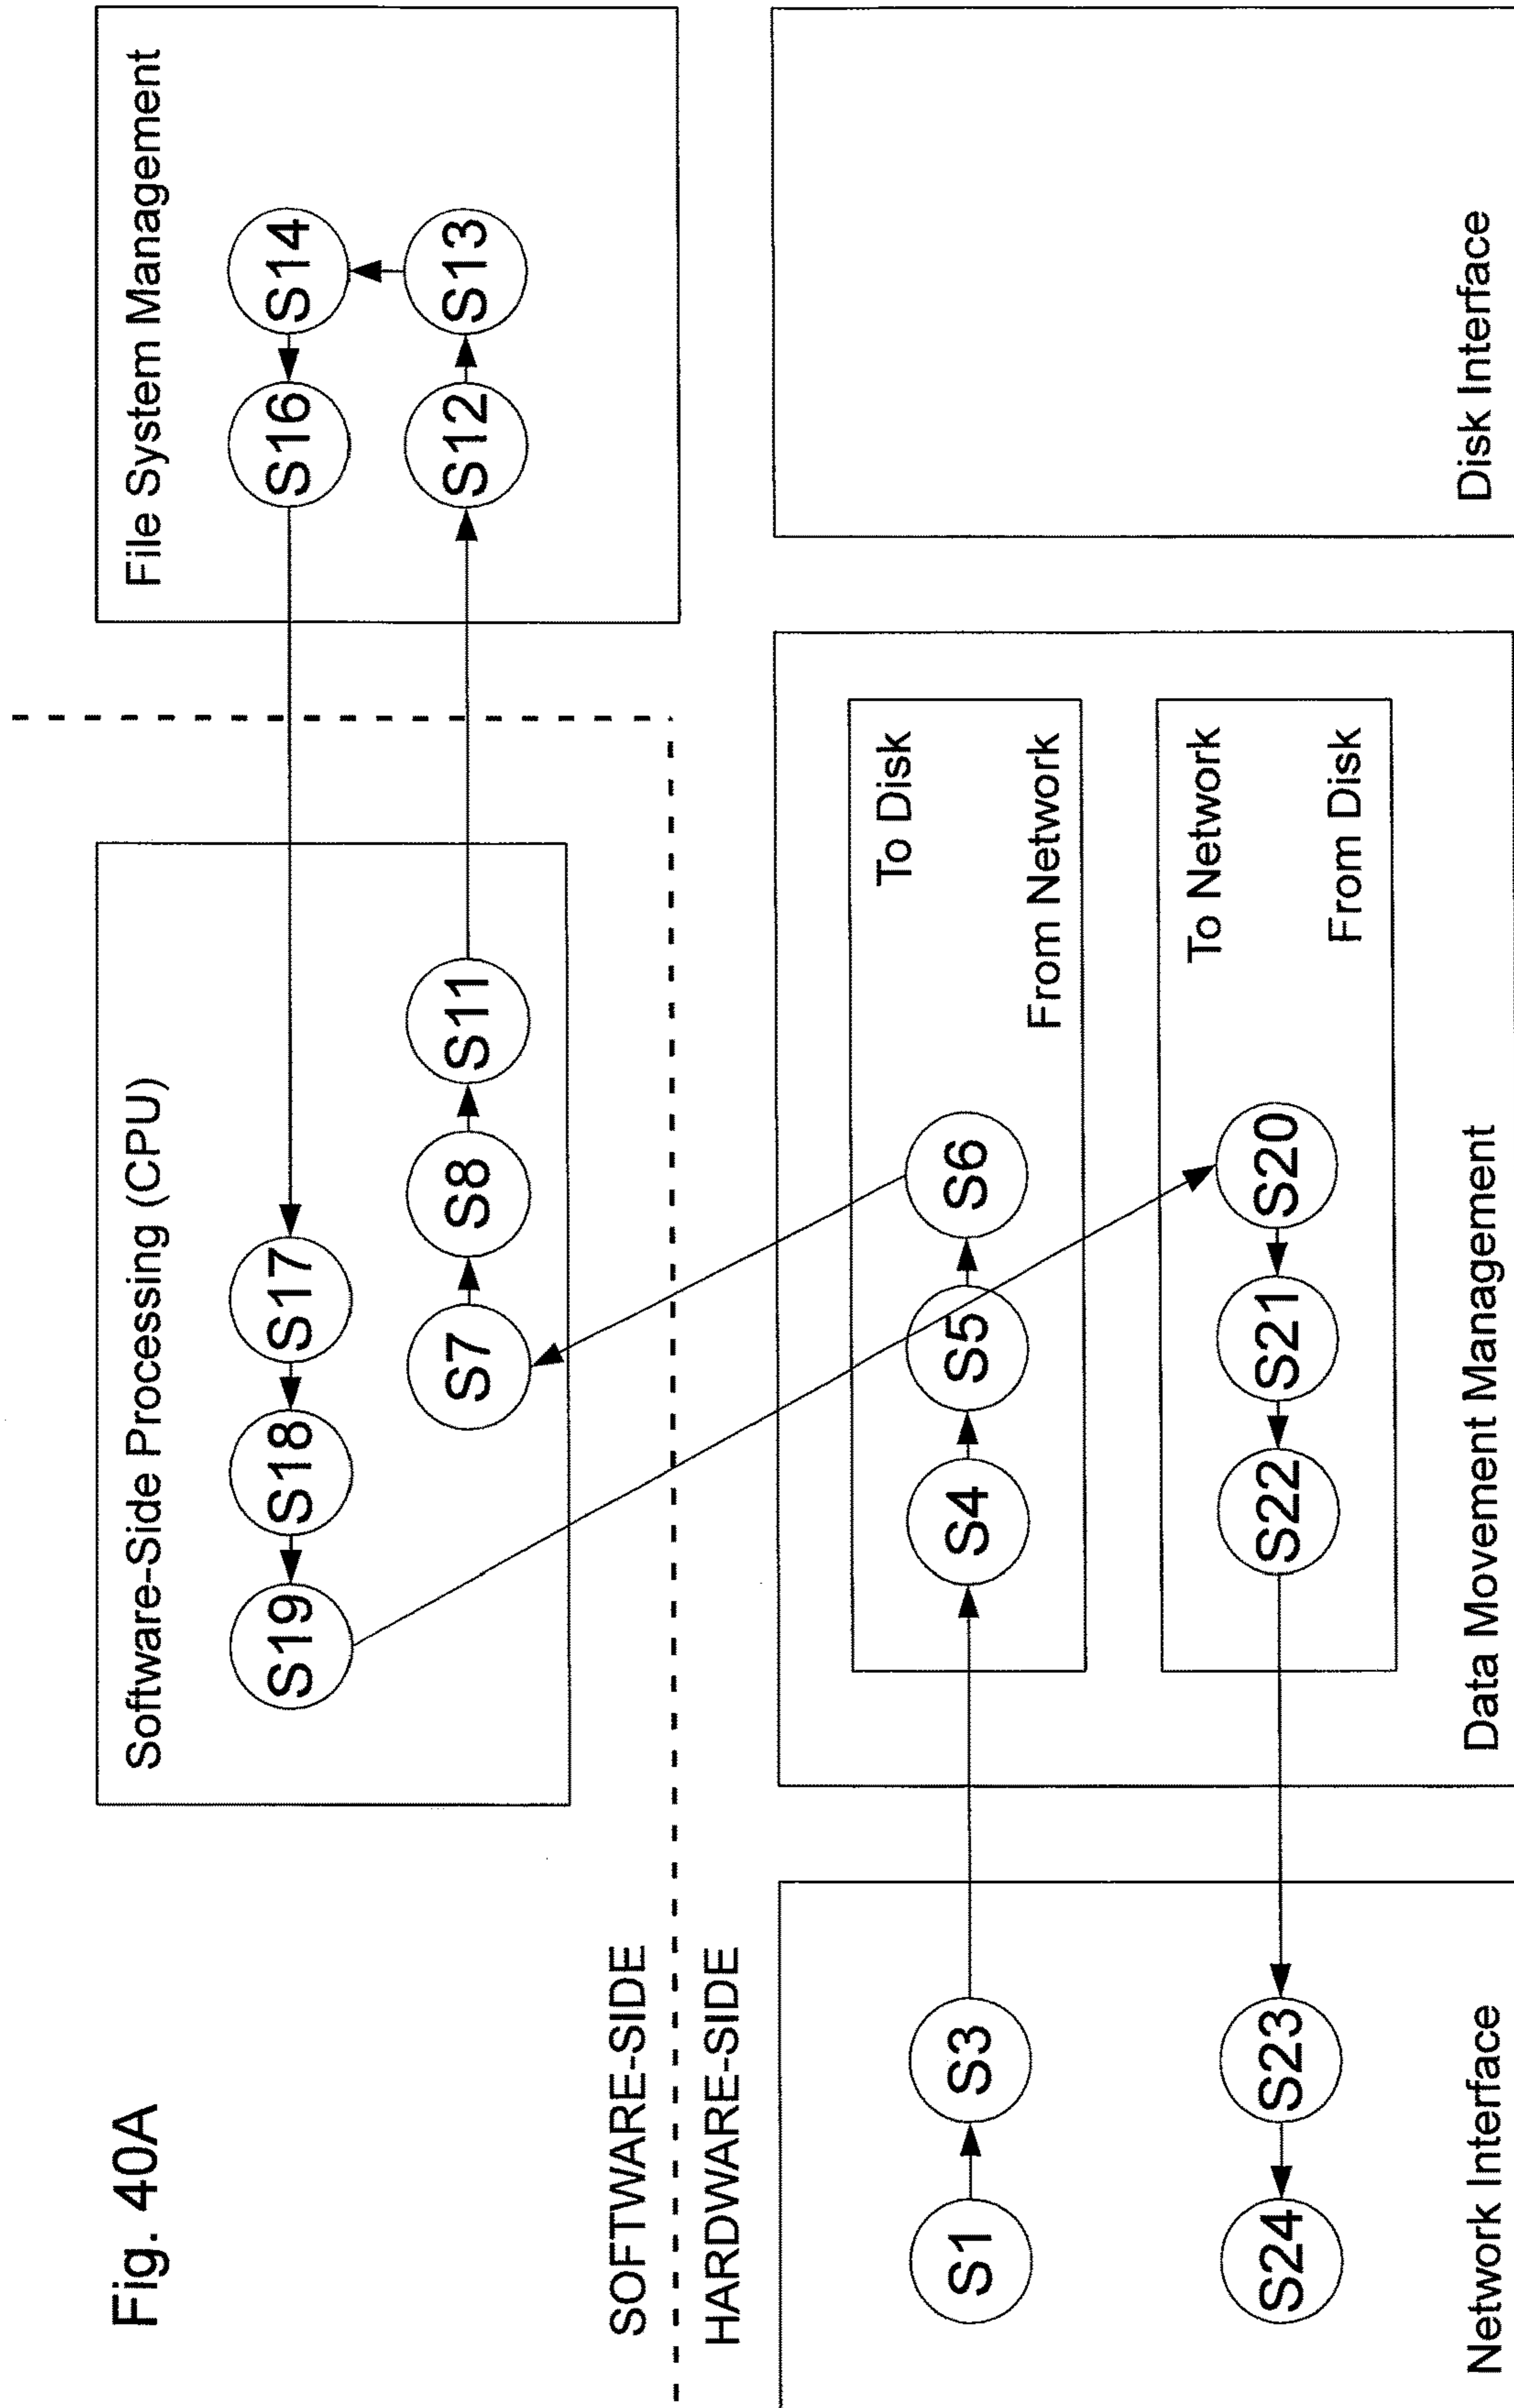 Fig. 40A
Software-Side Processing (CPU)
File System Management
S19
S18
S17
S16
S14
S7
S8
S11
S12
S13
SOFTWARE-SIDE
HARDWARE-SIDE
To Disk
S1
S3
S4
S5
S6
From Network
To Network
S24
S23
S22
S21
S20
From Disk
Network Interface
Data Movement Management
Disk Interface